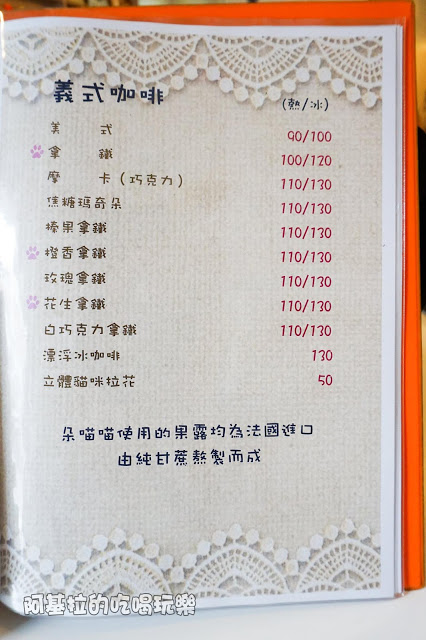 義式咖啡 (熱/冰)
美 式 90/100
拿 鐵 100/120
摩 卡（巧克力） 110/130
焦糖瑪奇朵 110/130
榛果拿鐵 110/130
橙香拿鐵 110/130
玫瑰拿鐵 110/130
花生拿鐵 110/130
白巧克力拿鐵 110/130
漂浮冰咖啡 130
立體貓咪拉花 50
朵喵喵使用的果露均為法國進口
由純甘蔗熬製而成
阿基拉的吃喝玩樂